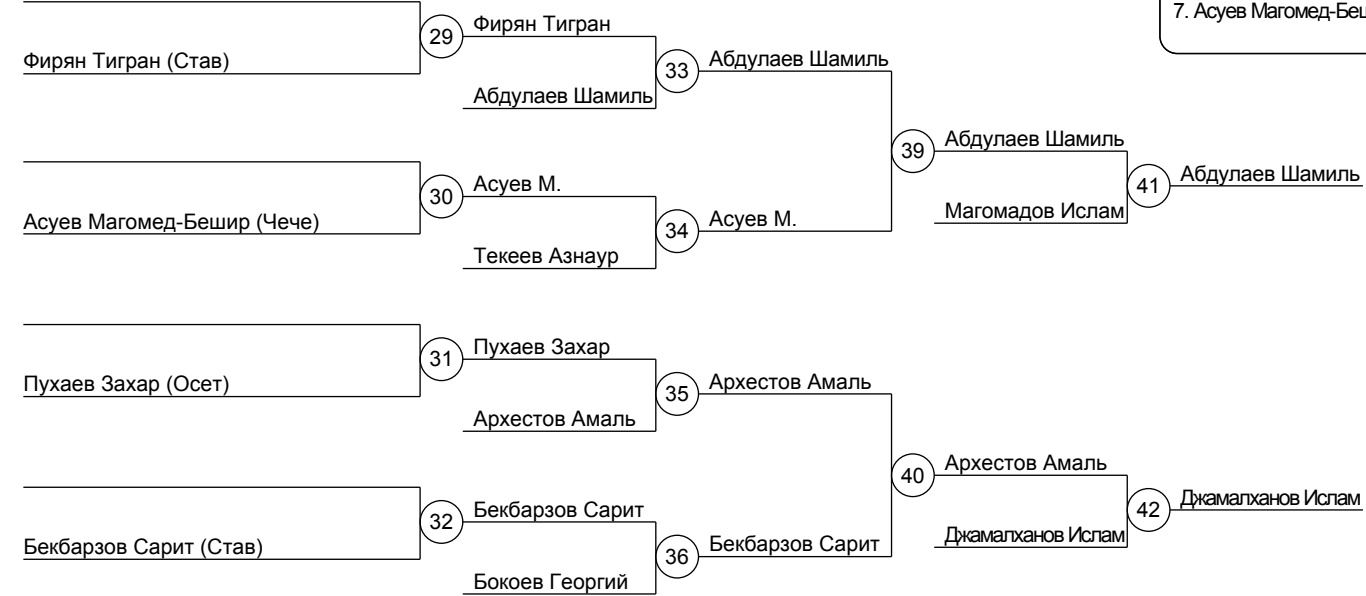 7. Асуев Магомед-Беш
29
Фирян Тигран
Фирян Тигран (Став)
Абдулаев Шамиль
33
Абдулаев Шамиль
39
Абдулаев Шамиль
30
Асуев М.
Асуев Магомед-Бешир (Чече)
Текеев Азнаур
34
Асуев М.
Магомадов Ислам
41
Абдулаев Шамиль
31
Пухаев Захар
Пухаев Захар (Осет)
Архестов Амаль
35
Архестов Амаль
40
Архестов Амаль
32
Бекбарзов Сарит
Бекбарзов Сарит (Став)
Бокоев Георгий
36
Бекбарзов Сарит
Джамалханов Ислам
42
Джамалханов Ислам